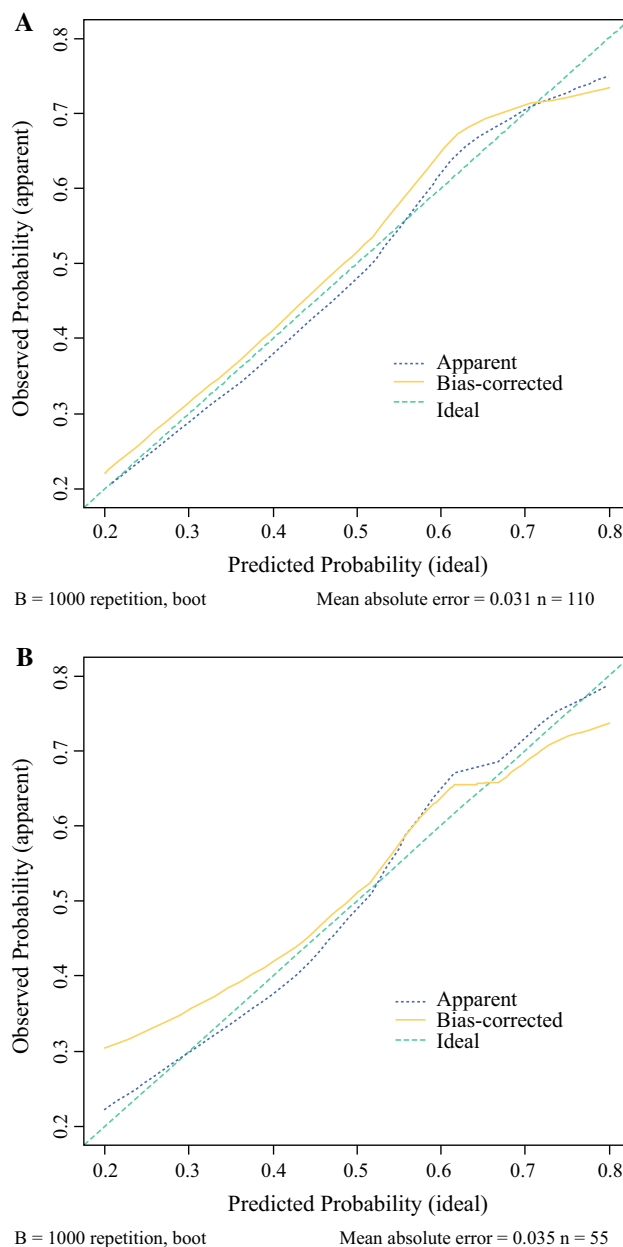 A
Observed Probability (apparent)
0.8
0.7
0.6
0.5
0.4
0.3
0.2
Apparent
Bias-corrected
Ideal
0.2 0.3 0.4 0.5 0.6 0.7 0.8
Predicted Probability (ideal)
B = 1000 repetition, boot Mean absolute error = 0.031 n = 110
B
Observed Probability (apparent)
0.8
0.7
0.6
0.5
0.4
0.3
0.2
Apparent
Bias-corrected
Ideal
0.2 0.3 0.4 0.5 0.6 0.7 0.8
Predicted Probability (ideal)
B = 1000 repetition, boot Mean absolute error = 0.035 n = 55